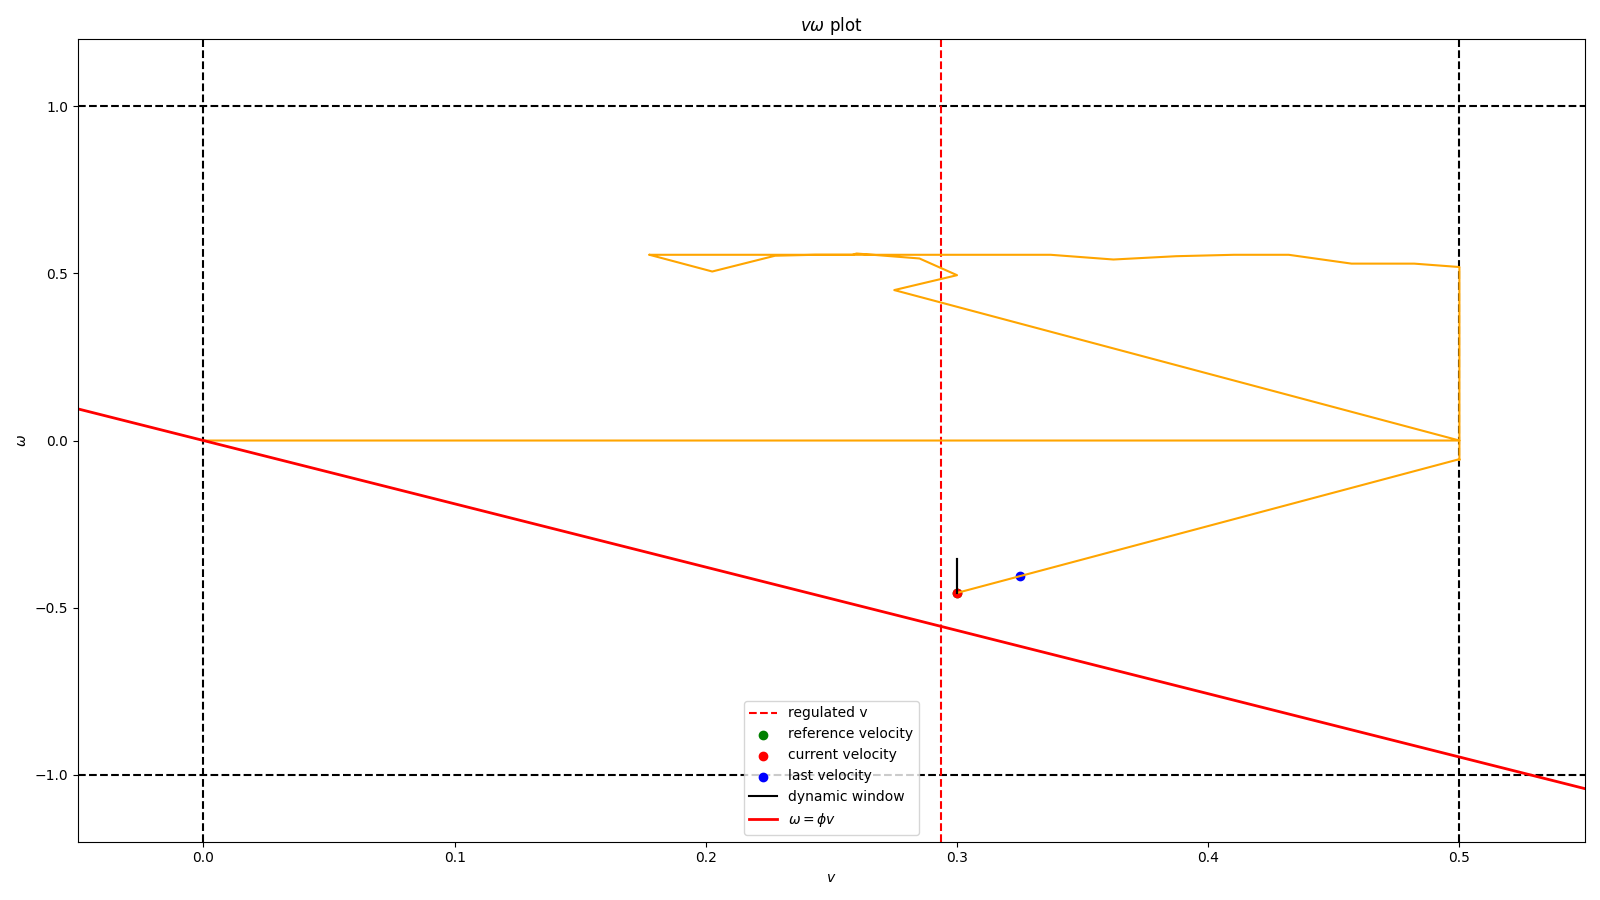 vω plot
ω
1.0
0.5
0.0
−0.5
−1.0
regulated v
reference velocity
current velocity
last velocity
dynamic window
ω = ϕv
0.0 0.1 0.2 0.3 0.4 0.5
v